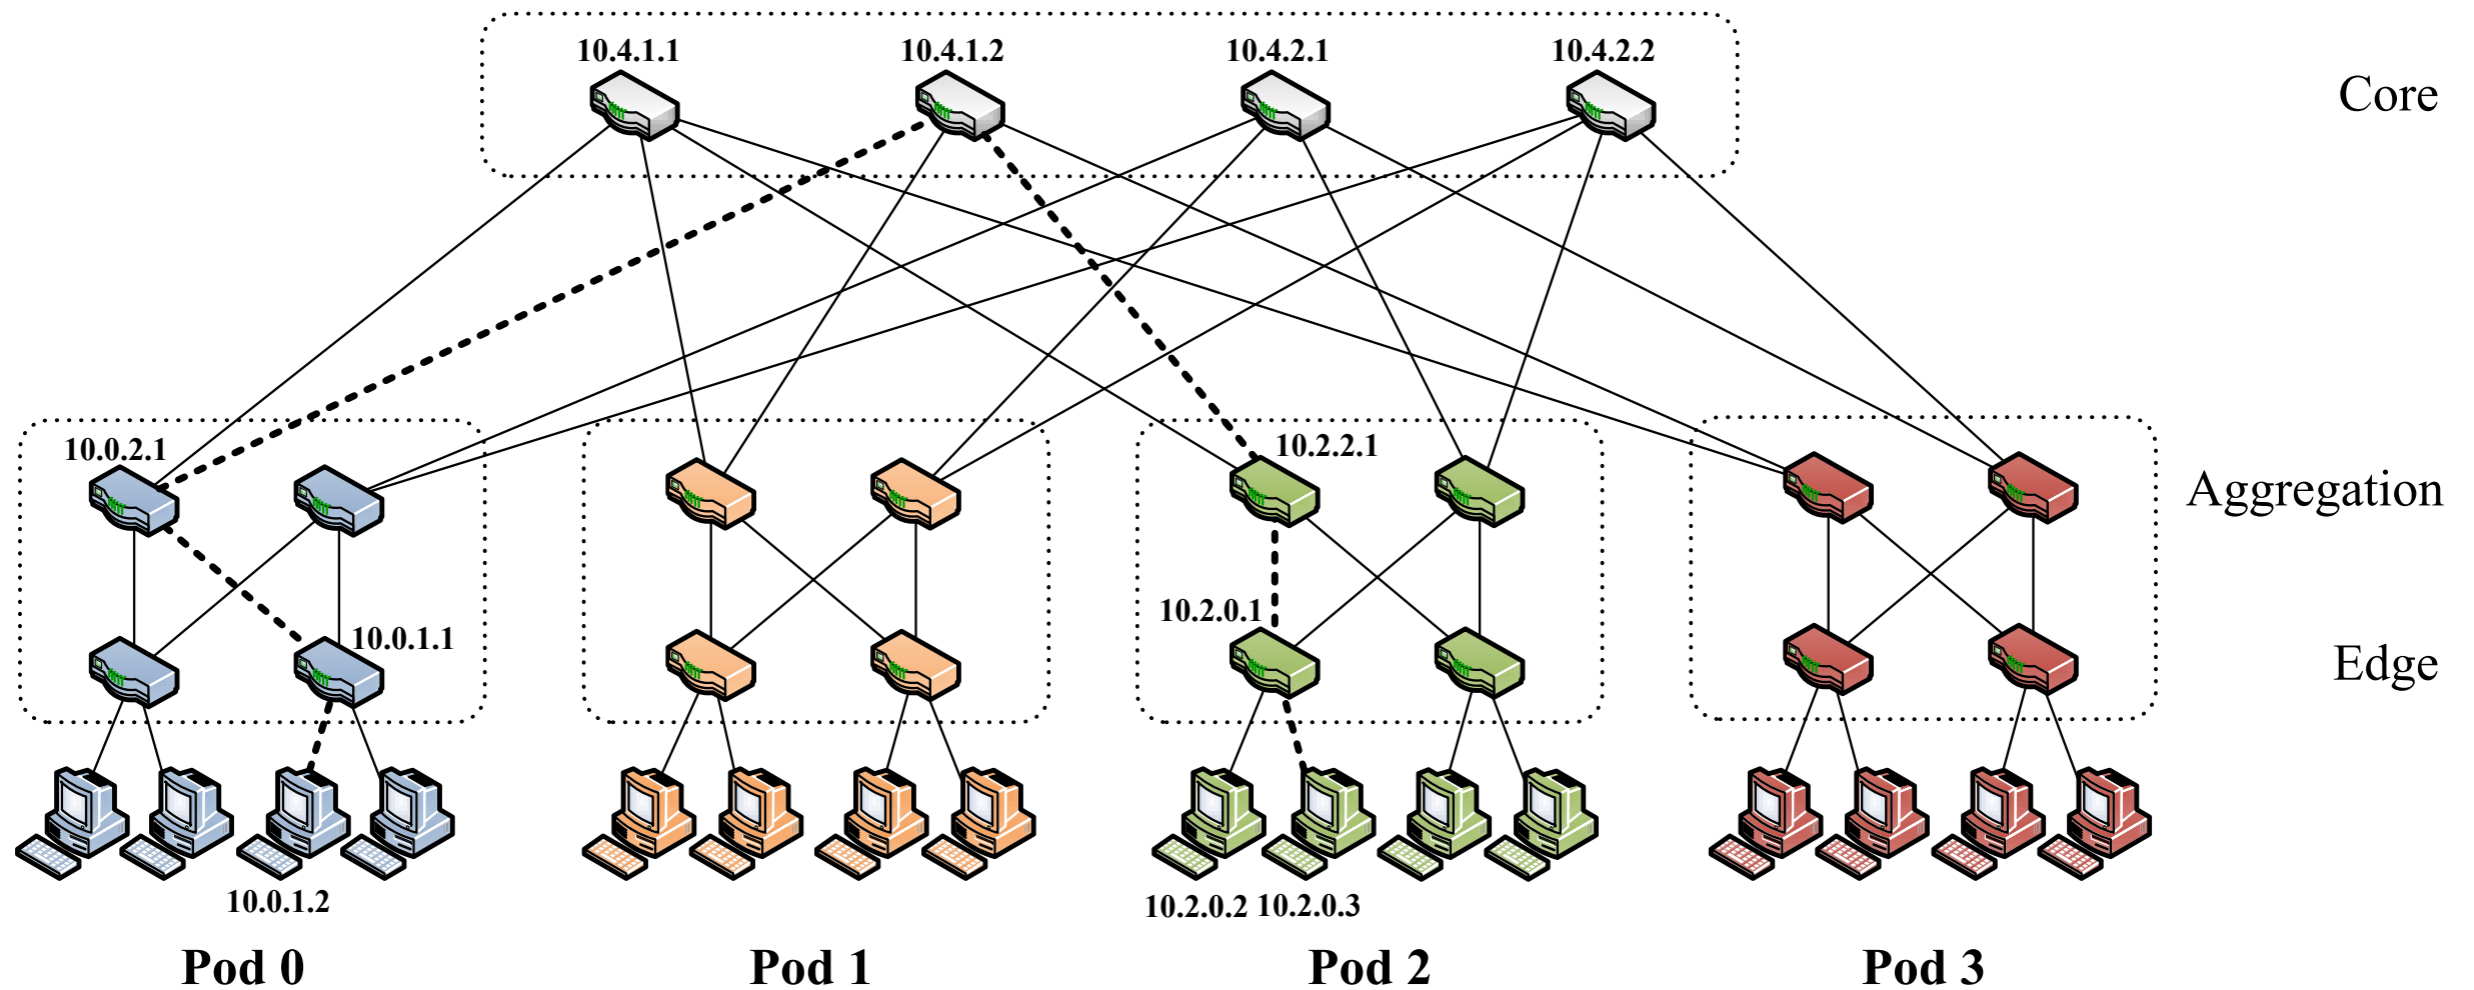 10.4.1.1
10.4.1.2
10.4.2.1
10.4.2.2
Core
10.0.2.1
10.2.2.1
Aggregation
10.2.0.1
10.0.1.1
Edge
10.0.1.2
10.2.0.2
10.2.0.3
Pod 0
Pod 1
Pod 2
Pod 3